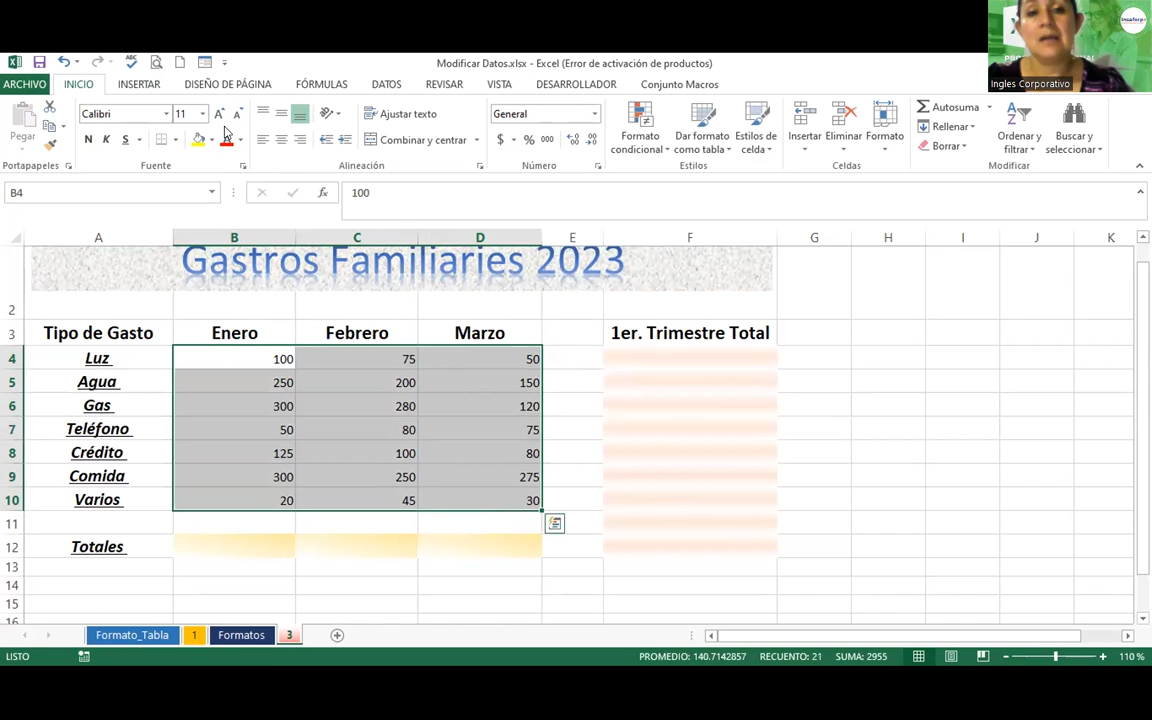 Modificar Datos.xlsx - Excel (Error de activación de productos)
Insaforp
Ingles Corporativo
ARCHIVO INICIO INSERTAR DISEÑO DE PÁGINA FÓRMULAS DATOS REVISAR VISTA DESARROLLADOR Conjunto Macros
Pegar
Portapapeles
Calibri 11
N K S
Fuente
Ajustar texto
Combinar y centrar
Alineación
General
$ % 000
Número
Formato condicional
Dar formato como tabla
Estilos de celda
Estilos
Insertar Eliminar Formato
Celdas
Autosuma
Rellenar
Borrar
Ordenar y filtrar
Buscar y seleccionar
Modificar
B4 fx 100
A B C D E F G H I J K
Gastros Familiaries 2023
2
3 Tipo de Gasto Enero Febrero Marzo 1er. Trimestre Total
4 Luz 100 75 50
5 Agua 250 200 150
6 Gas 300 280 120
7 Teléfono 50 80 75
8 Crédito 125 100 80
9 Comida 300 250 275
10 Varios 20 45 30
11
12 Totales
13
14
15
16
Formato_Tabla 1 Formatos 3
LISTO PROMEDIO: 140.7142857 RECUENTO: 21 SUMA: 2955 110 %